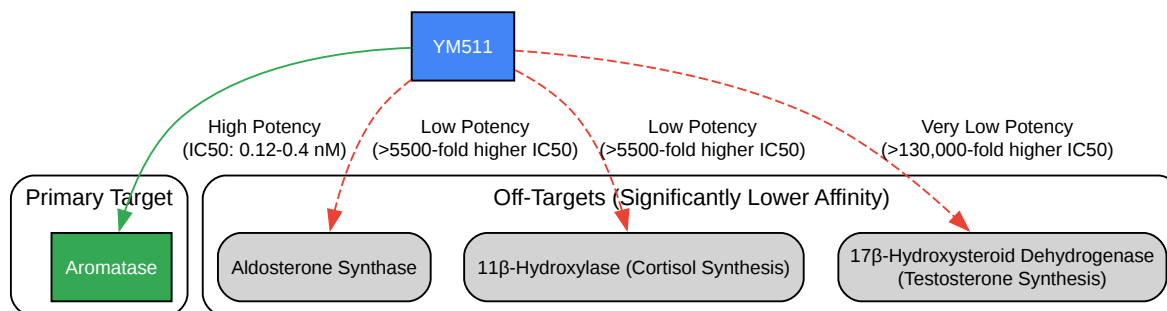 YM511
High Potency
(IC50: 0.12-0.4 nM)
Low Potency
(>5500-fold higher IC50)
Low Potency
(>5500-fold higher IC50)
Very Low Potency
(>130,000-fold higher IC50)
Primary Target
Off-Targets (Significantly Lower Affinity)
Aromatase
Aldosterone Synthase
11β-Hydroxylase (Cortisol Synthesis)
17β-Hydroxysteroid Dehydrogenase
(Testosterone Synthesis)